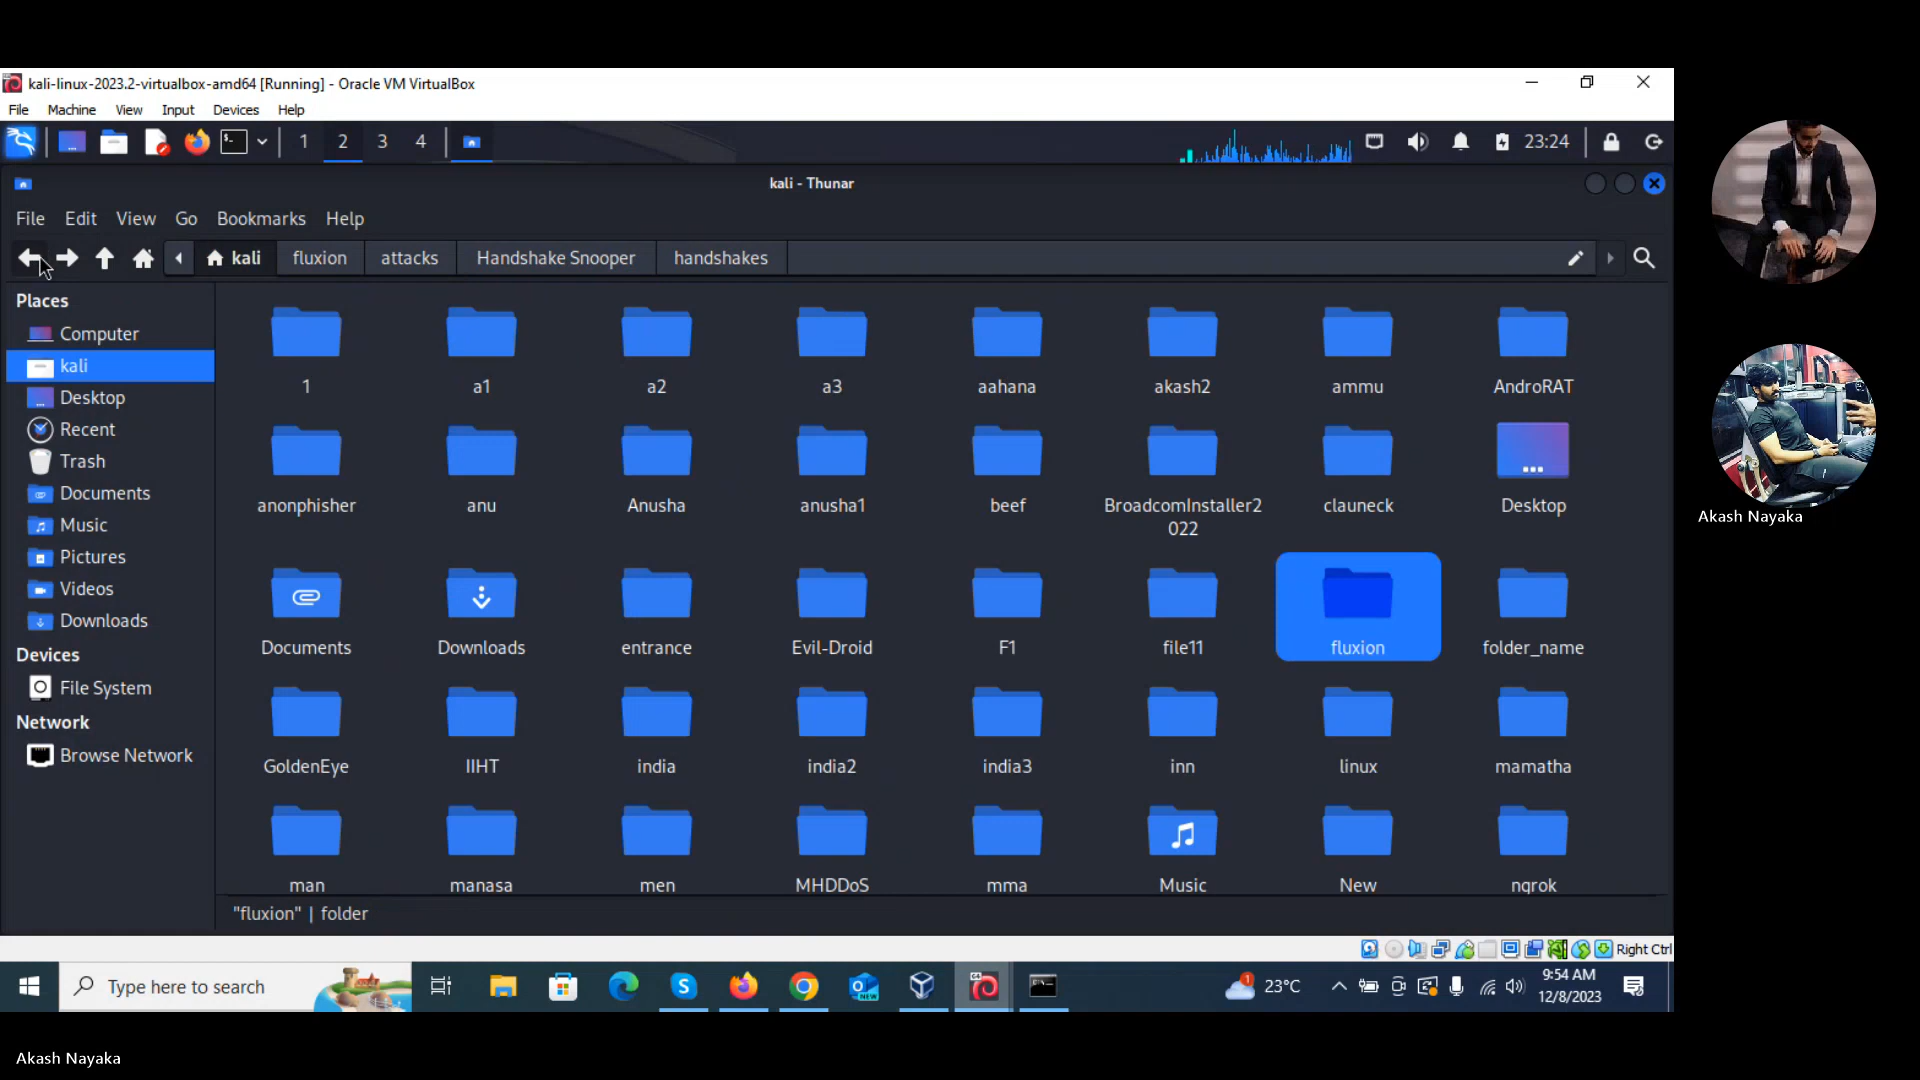 kali-linux-2023.2-virtualbox-amd64 [Running] - Oracle VM VirtualBox
File Machine View Input Devices Help
1 2 3 4 23:24
kali - Thunar
File Edit View Go Bookmarks Help
kali fluxion attacks Handshake Snooper handshakes
Places
Computer
kali
Desktop
Recent
Trash
Documents
Music
Pictures
Videos
Downloads
Devices
File System
Network
Browse Network
1 a1 a2 a3 aahana akash2 ammu AndroRAT
anonphisher anu Anusha anusha1 beef BroadcomInstaller2 clauneck Desktop
022
Documents Downloads entrance Evil-Droid F1 file11 fluxion folder_name
GoldenEye IIHT india india2 india3 inn linux mamatha
man manasa men MHDDoS mma Music New ngrok
"fluxion" | folder
Right Ctrl
Type here to search
NEW
23°C
9:54 AM
12/8/2023
Akash Nayaka
Akash Nayaka